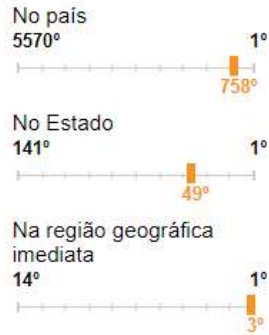 No país
5570º 1º
758º
No Estado
141º 1º
49º
Na região geográfica
imediata
14º 1º
3º